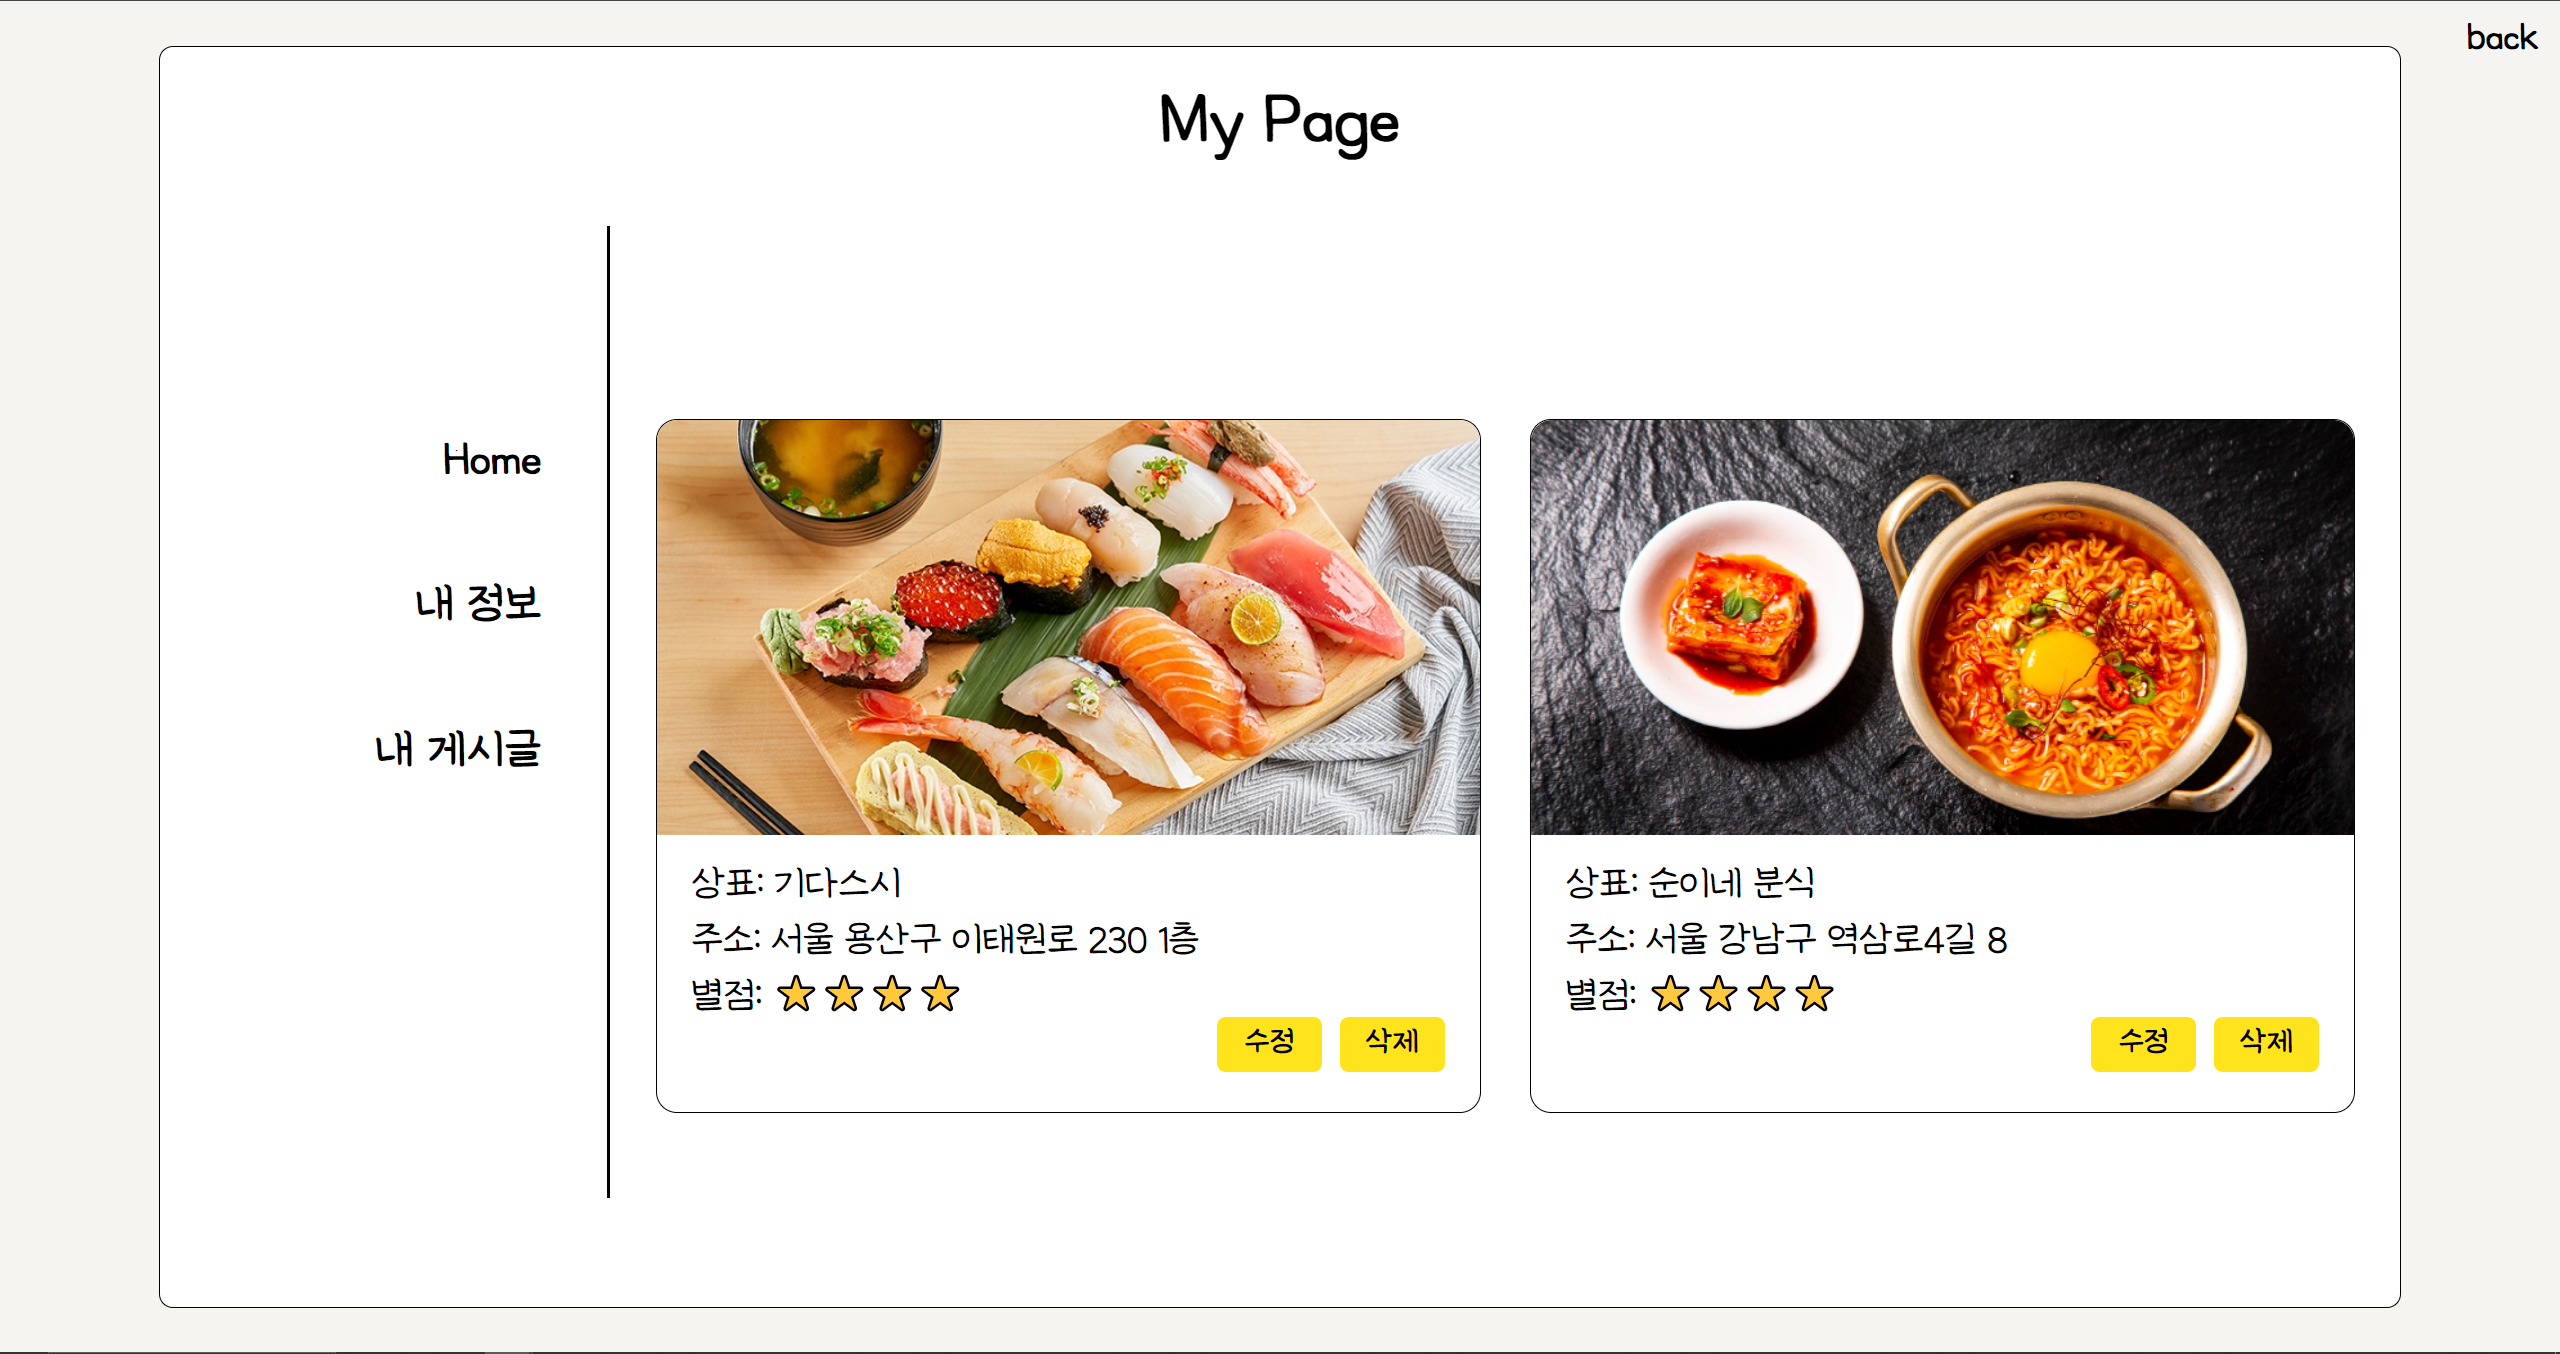 back
My Page
Home
내 정보
내 게시글
상표: 기다스시
주소: 서울 용산구 이태원로 230 1층
별점: ⭐⭐⭐⭐
수정
삭제
상표: 순이네 분식
주소: 서울 강남구 역삼로4길 8
별점: ⭐⭐⭐⭐
수정
삭제